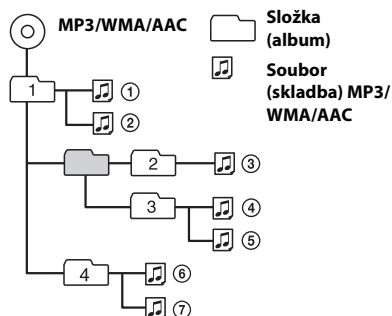 MP3/WMA/AAC
Složka
(album)
Soubor
(skladba) MP3/
WMA/AAC
1
①
②
2
③
3
④
⑤
4
⑥
⑦